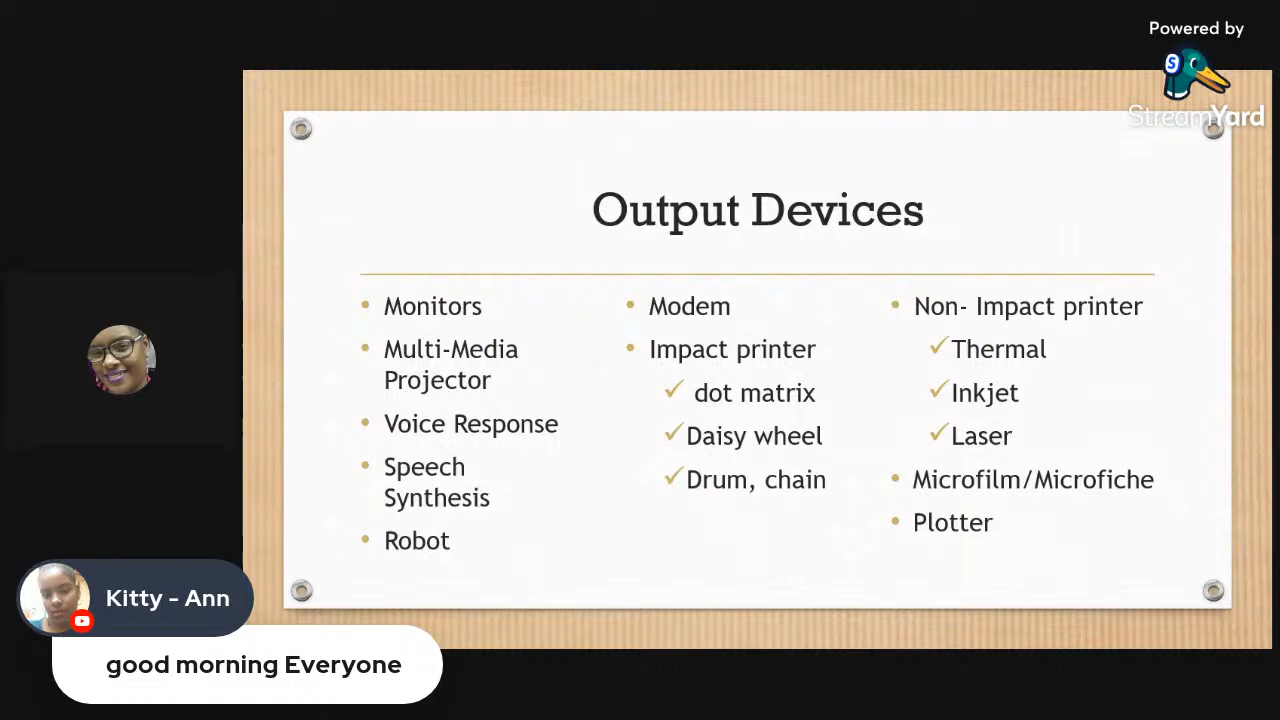 Powered by
StreamYard
Output Devices
• Monitors
• Multi-Media
Projector
• Voice Response
• Speech
Synthesis
• Robot
• Modem
• Impact printer
✓ dot matrix
✓Daisy wheel
✓Drum, chain
• Non- Impact printer
✓Thermal
✓Inkjet
✓Laser
• Microfilm/Microfiche
• Plotter
Kitty - Ann
good morning Everyone